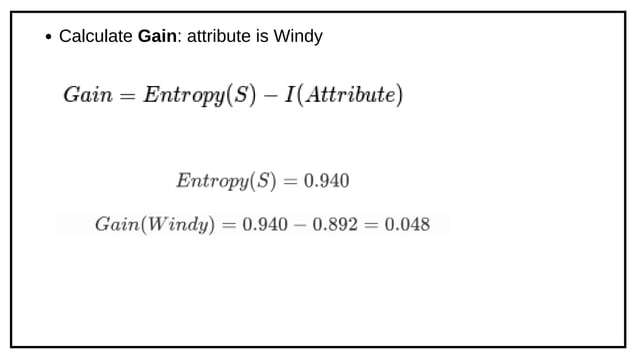 • Calculate Gain: attribute is Windy
Gain = Entropy(S) − I(Attribute)
Entropy(S) = 0.940
Gain(Windy) = 0.940 − 0.892 = 0.048